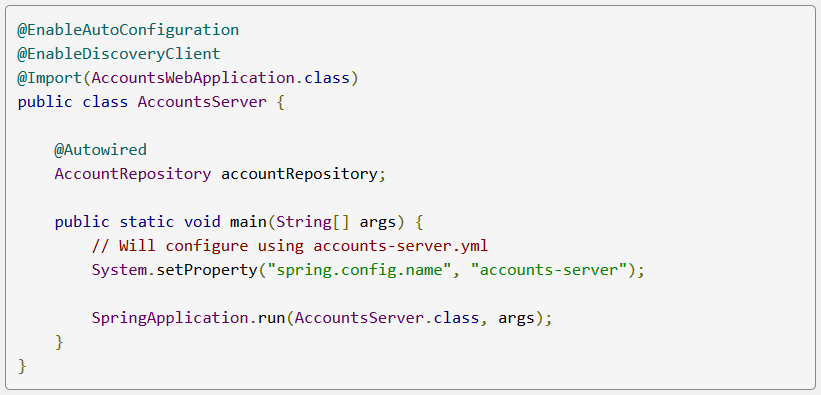 @EnableAutoConfiguration
@EnableDiscoveryClient
@Import(AccountsWebApplication.class)
public class AccountsServer {
    @Autowired
    AccountRepository accountRepository;
    public static void main(String[] args) {
        // Will configure using accounts-server.yml
        System.setProperty("spring.config.name", "accounts-server");
        SpringApplication.run(AccountsServer.class, args);
    }
}